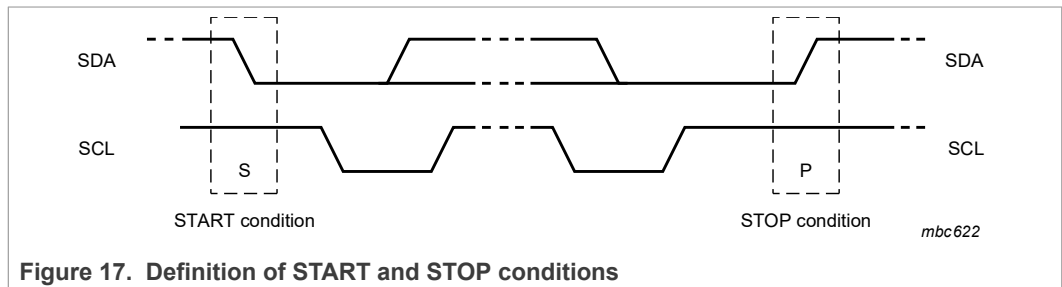 SDA SDA
SCL SCL
S P
START condition STOP condition
mbc622
Figure 17. Definition of START and STOP conditions